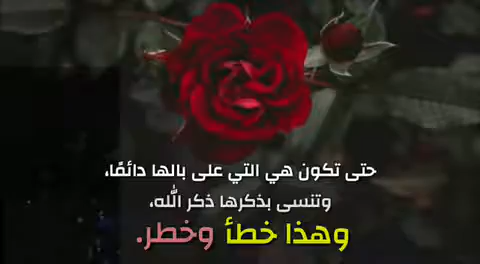 حتى تكون هي التي على بالها دائمًا،
وتنسى بذكرها ذكر الله،
وهذا خطأ وخطر.